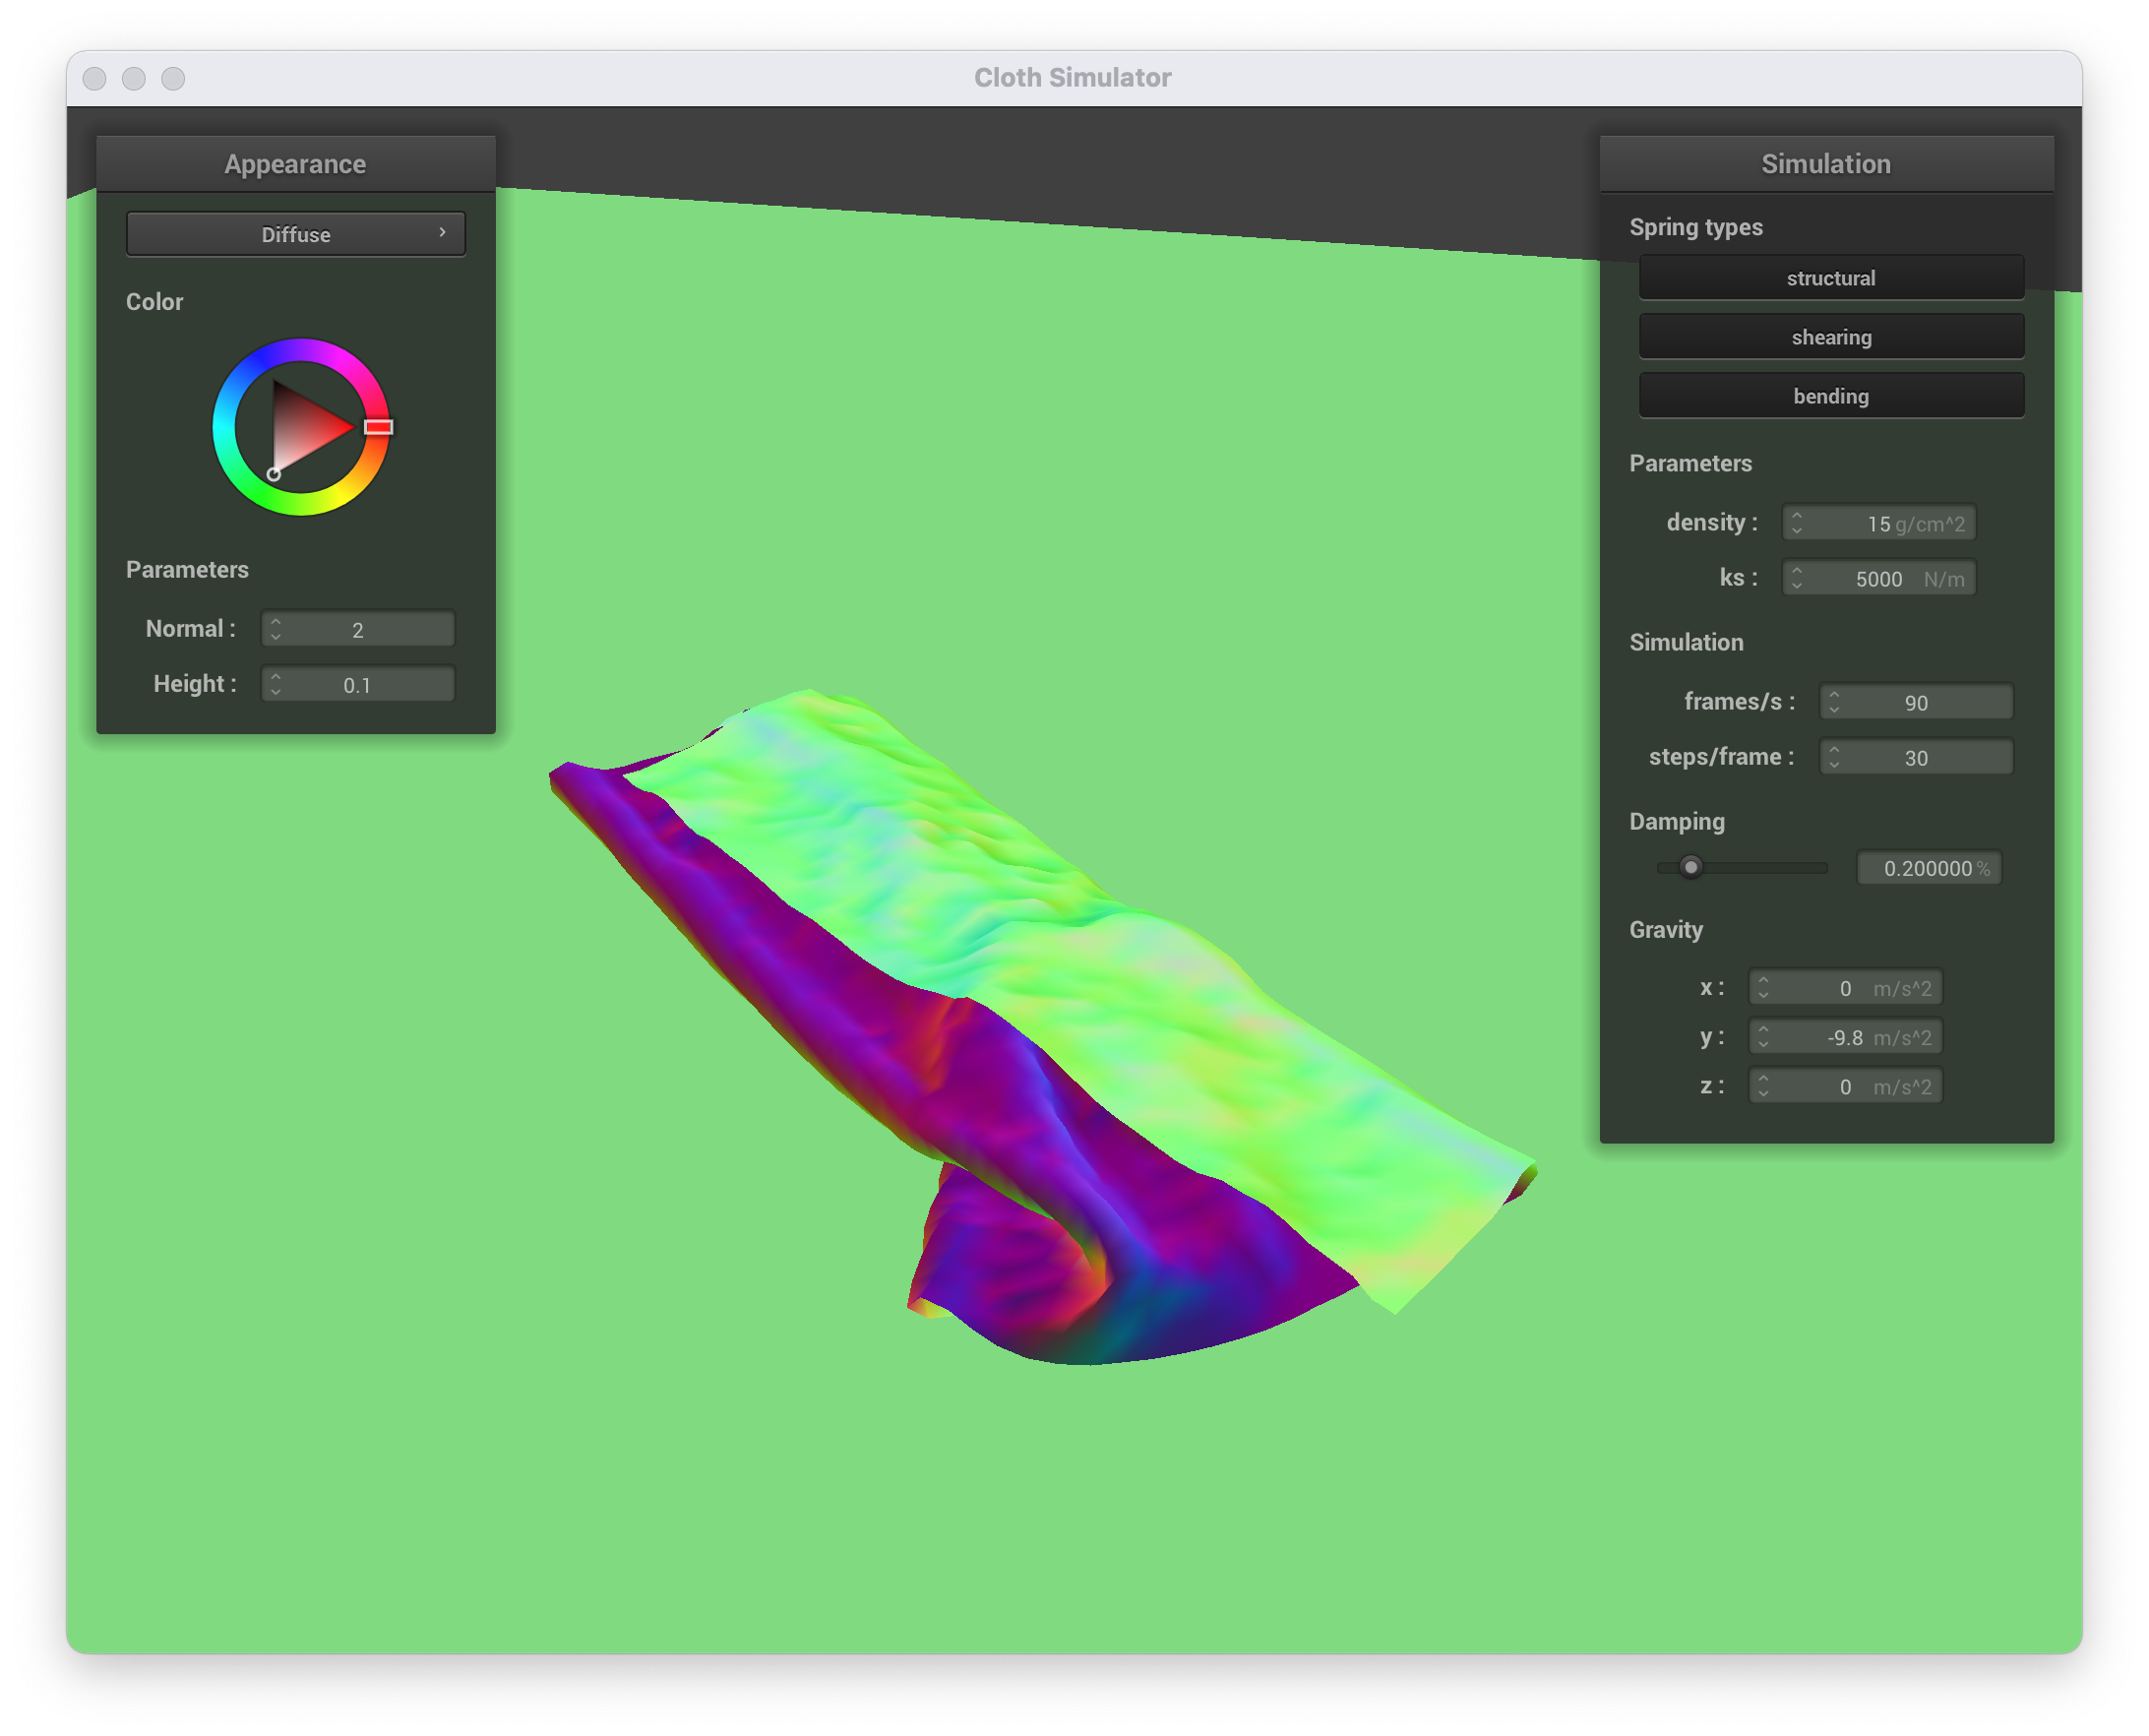 Cloth Simulator
Appearance
Diffuse
Color
Parameters
Normal : 2
Height : 0.1
Simulation
Spring types
structural
shearing
bending
Parameters
density : 15 g/cm^2
ks : 5000 N/m
Simulation
frames/s : 90
steps/frame : 30
Damping
0.200000 %
Gravity
x : 0 m/s^2
y : -9.8 m/s^2
z : 0 m/s^2